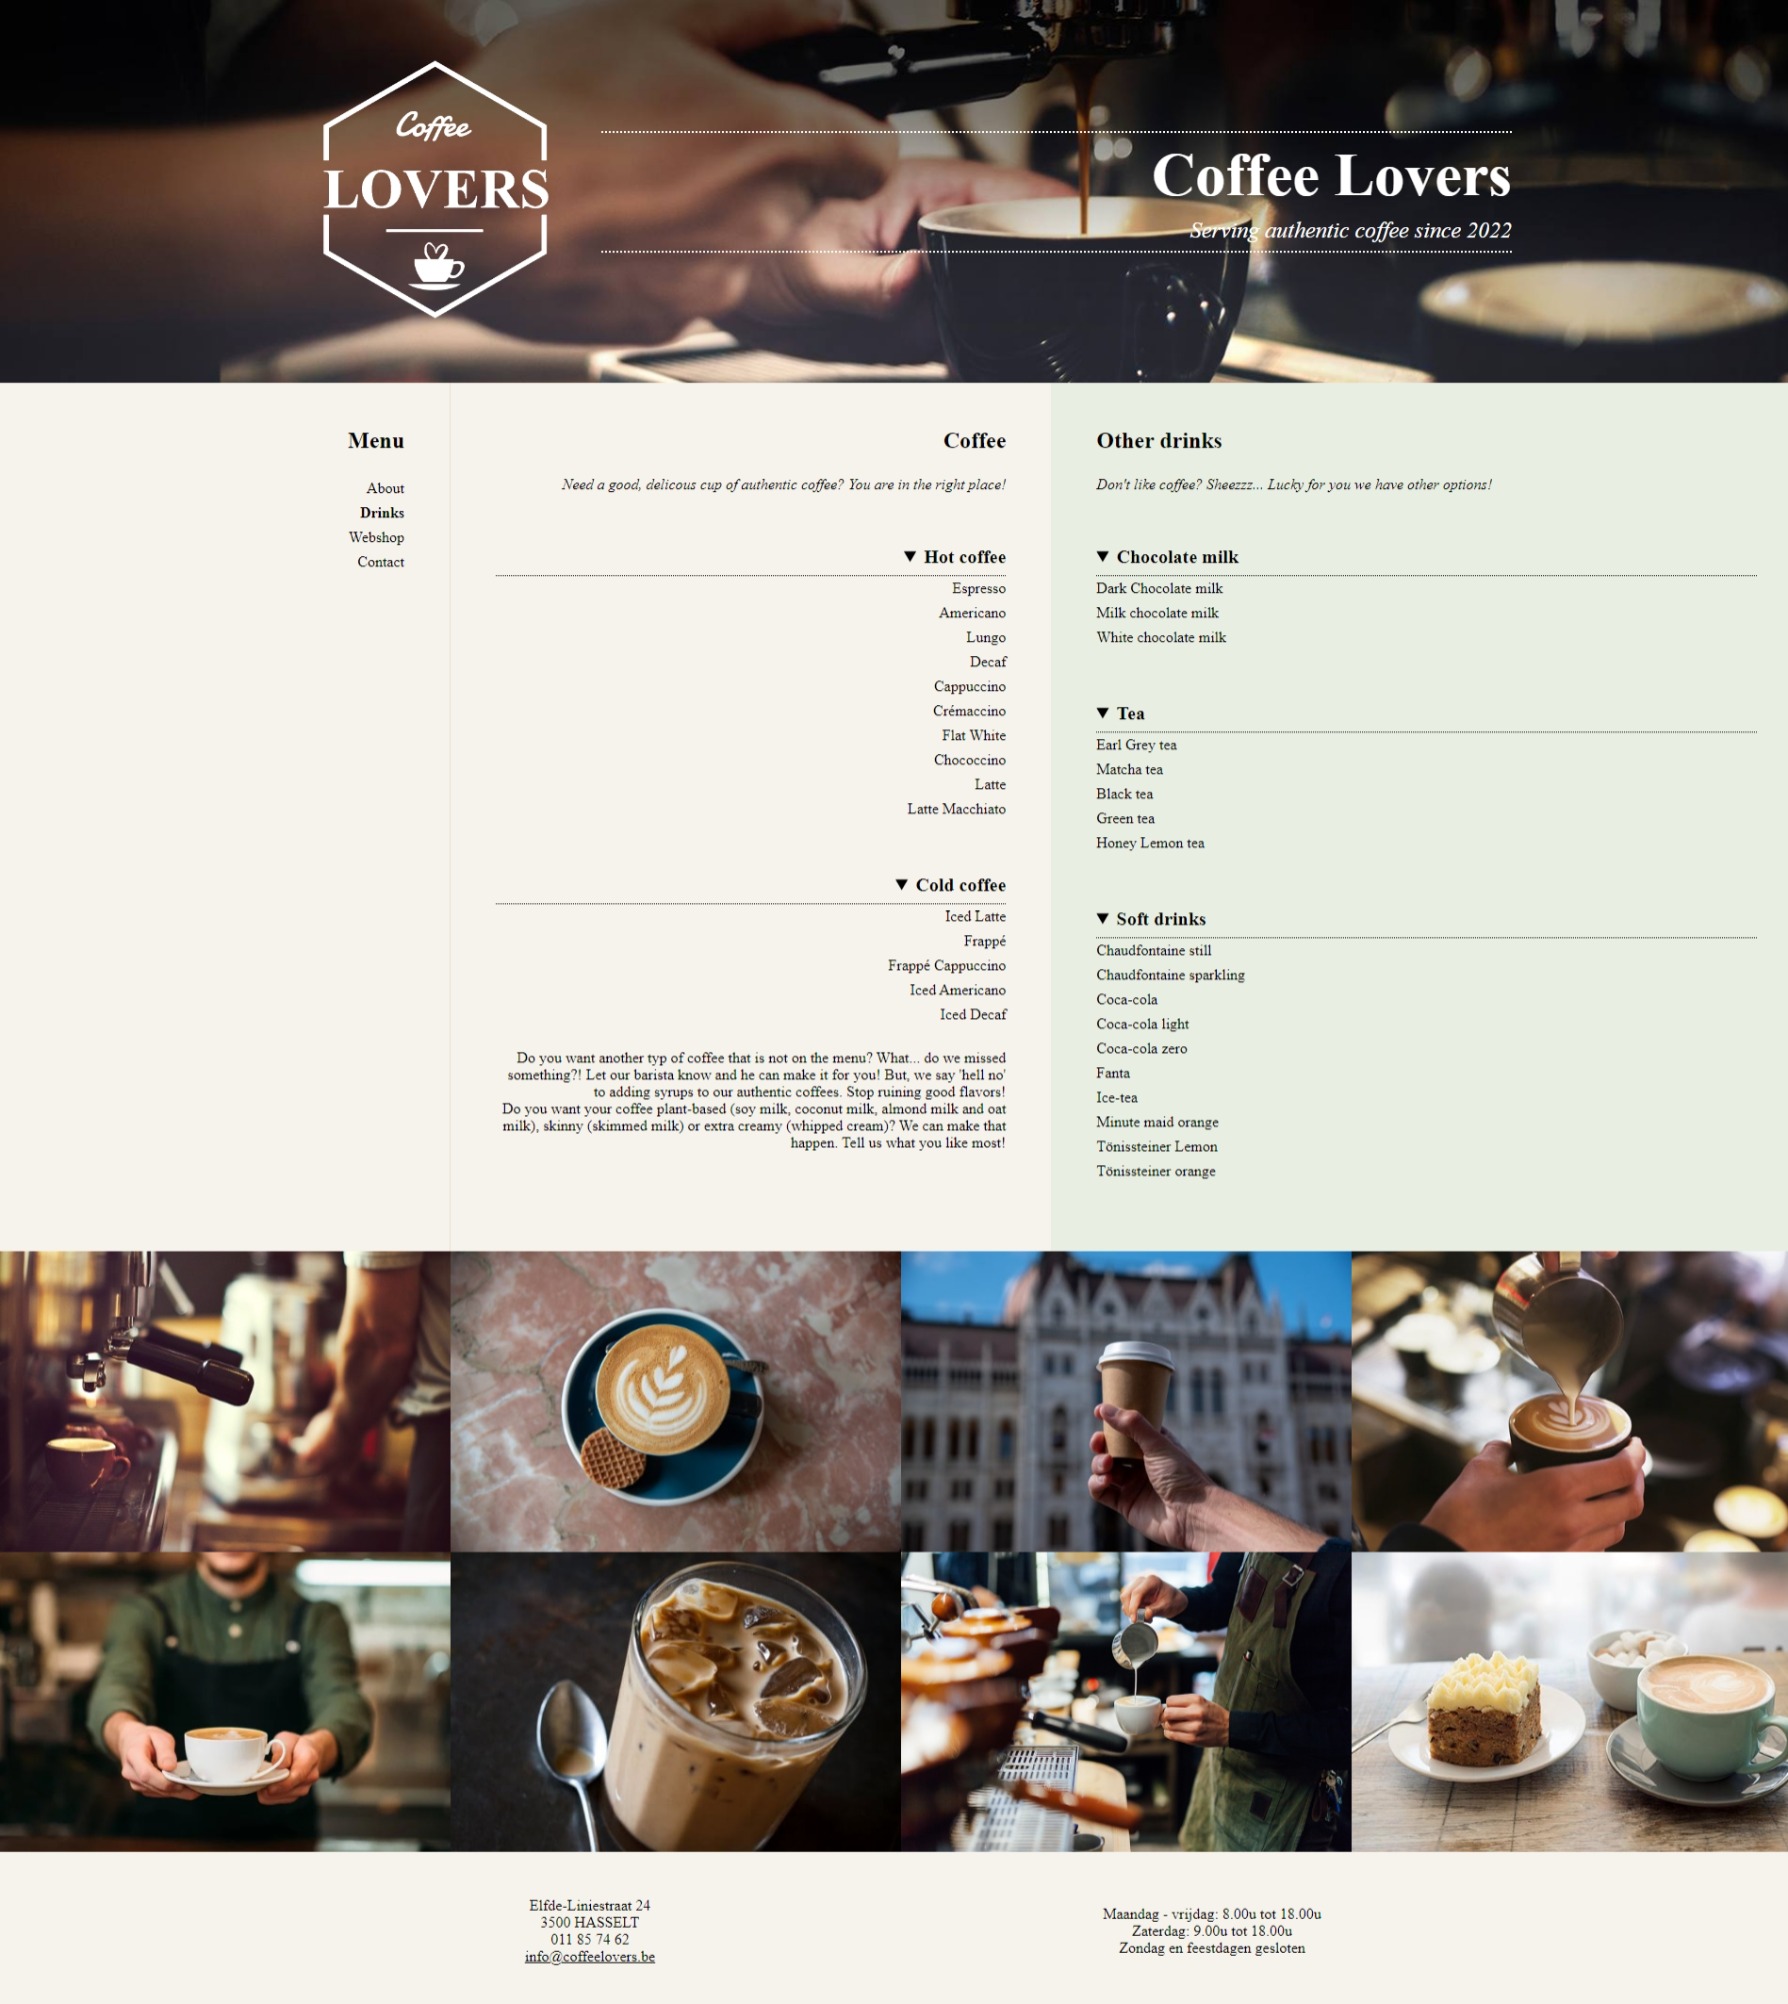 Coffee
LOVERS
Coffee Lovers
Serving authentic coffee since 2022
Menu
About
Drinks
Webshop
Contact
Coffee
Need a good, delicous cup of authentic coffee? You are in the right place!
▼ Hot coffee
Espresso
Americano
Lungo
Decaf
Cappuccino
Crémaccino
Flat White
Chococcino
Latte
Latte Macchiato
▼ Cold coffee
Iced Latte
Frappé
Frappé Cappuccino
Iced Americano
Iced Decaf
Do you want another typ of coffee that is not on the menu? What... do we missed
something?! Let our barista know and he can make it for you! But, we say 'hell no'
to adding syrups to our authentic coffees. Stop ruining good flavors!
Do you want your coffee plant-based (soy milk, coconut milk, almond milk and oat
milk), skinny (skimmed milk) or extra creamy (whipped cream)? We can make that
happen. Tell us what you like most!
Other drinks
Don't like coffee? Sheezzz... Lucky for you we have other options!
▼ Chocolate milk
Dark Chocolate milk
Milk chocolate milk
White chocolate milk
▼ Tea
Earl Grey tea
Matcha tea
Black tea
Green tea
Honey Lemon tea
▼ Soft drinks
Chaudfontaine still
Chaudfontaine sparkling
Coca-cola
Coca-cola light
Coca-cola zero
Fanta
Ice-tea
Minute maid orange
Tönissteiner Lemon
Tönissteiner orange
Elfde-Liniestraat 24
3500 HASSELT
011 85 74 62
info@coffeelovers.be
Maandag - vrijdag: 8.00u tot 18.00u
Zaterdag: 9.00u tot 18.00u
Zondag en feestdagen gesloten